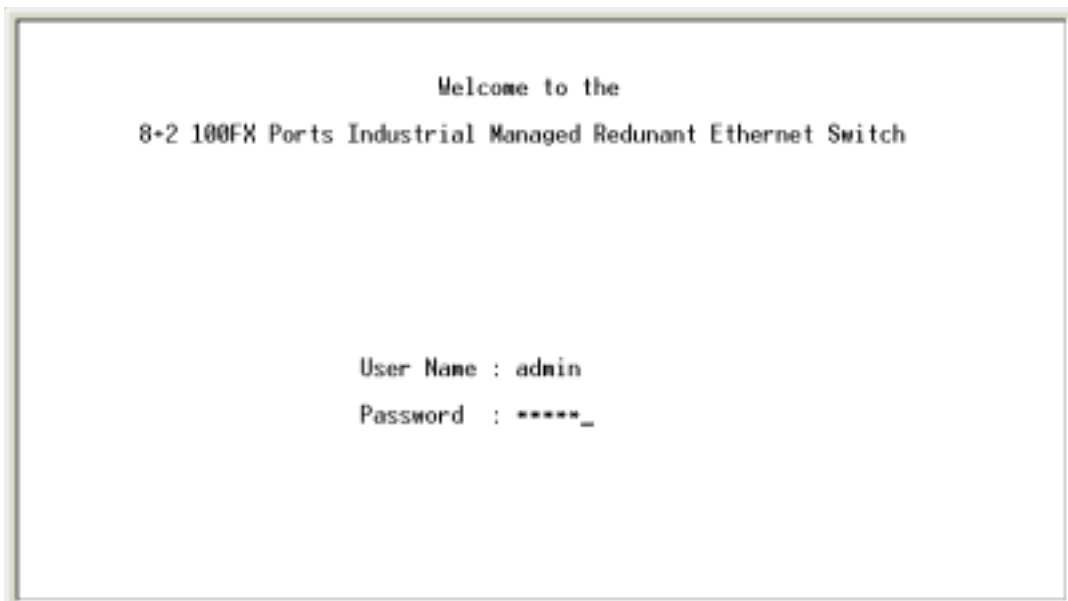 Welcome to the
8+2 100FX Ports Industrial Managed Redunant Ethernet Switch
User Name : admin
Password : *****_